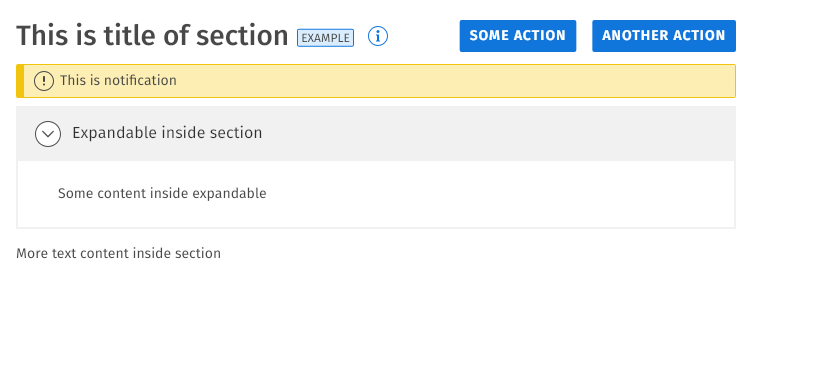 This is title of section EXAMPLE i SOME ACTION ANOTHER ACTION
! This is notification
Expandable inside section
Some content inside expandable
More text content inside section